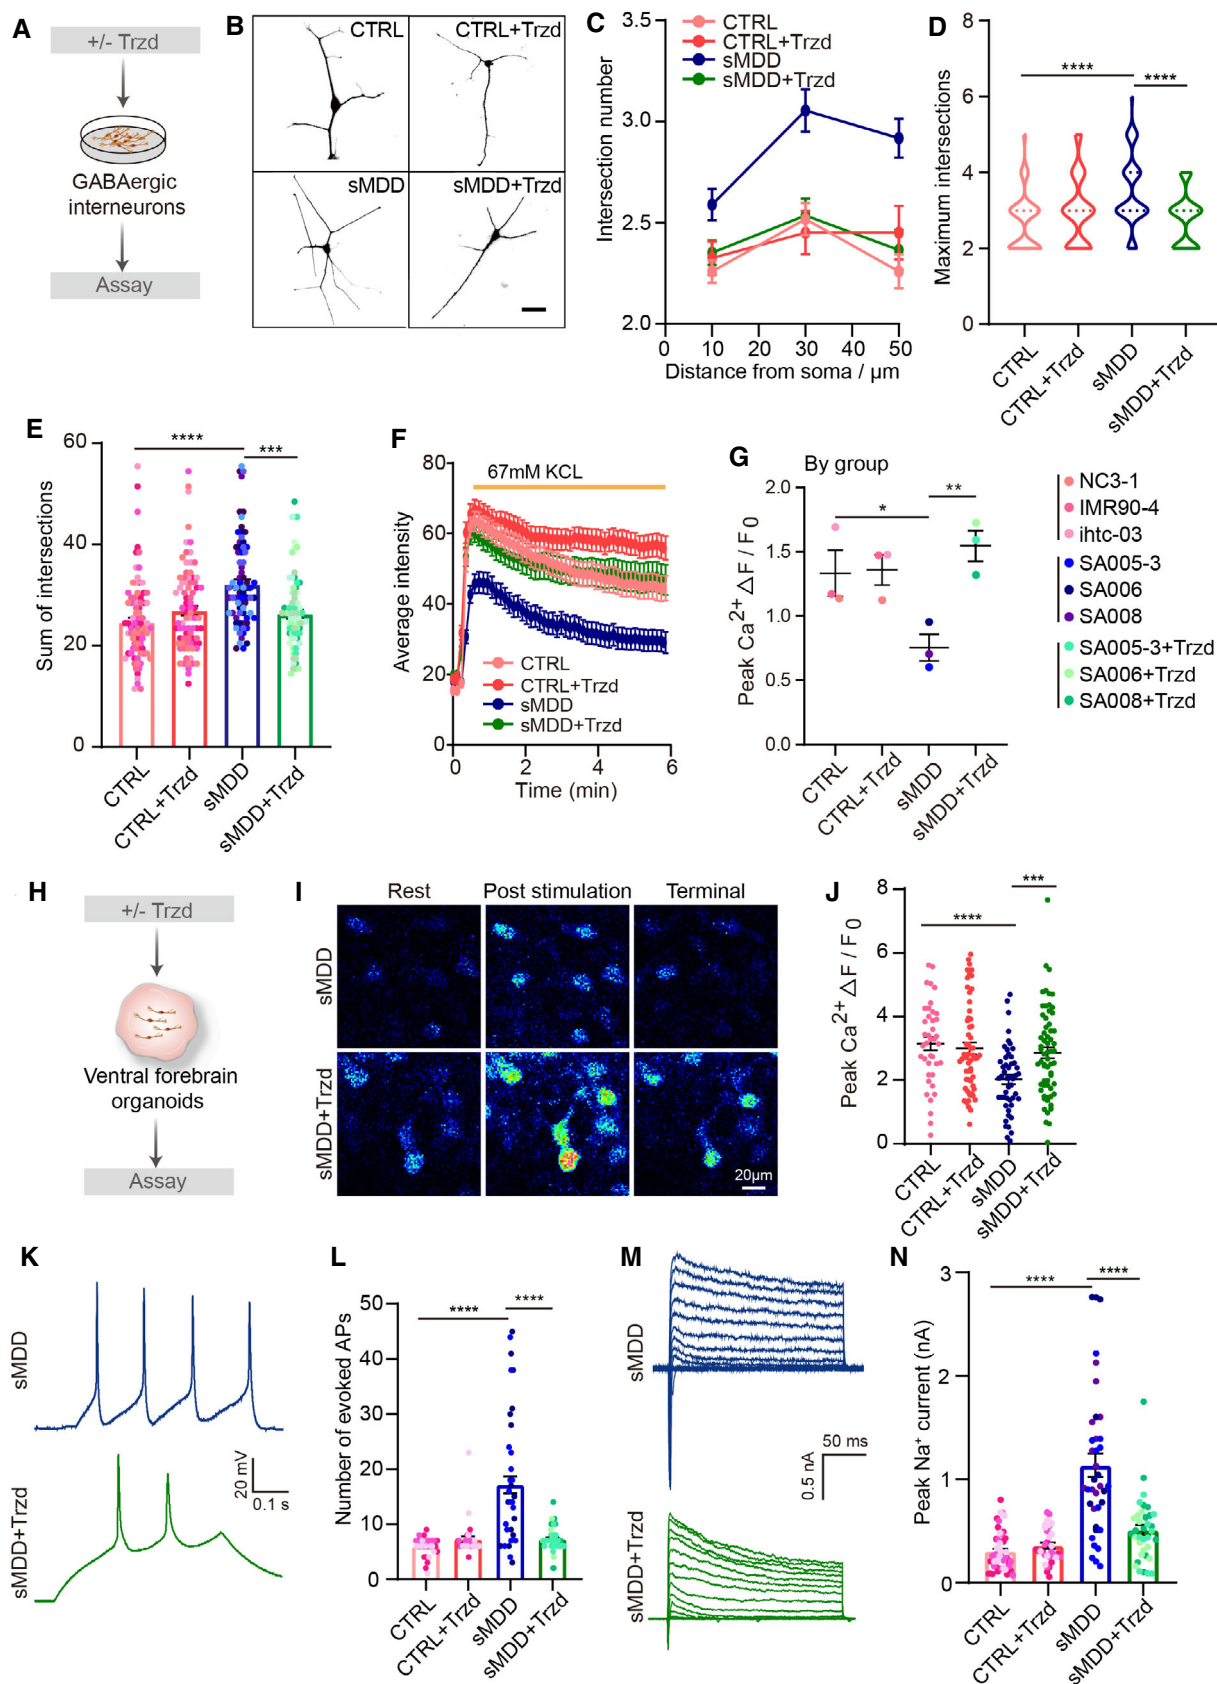 A
+/- Trzd
GABAergic
interneurons
Assay
B
CTRL
CTRL+Trzd
sMDD
sMDD+Trzd
C
CTRL
CTRL+Trzd
sMDD
sMDD+Trzd
Intersection number
3.5
3.0
2.5
2.0
0 10 20 30 40 50
Distance from soma / μm
D
Maximum intersections
8
6
4
2
0
**** ****
CTRL
CTRL+Trzd
sMDD
sMDD+Trzd
E
Sum of intersections
60
40
20
0
**** ***
CTRL
CTRL+Trzd
sMDD
sMDD+Trzd
F
Average intensity
80
60
40
20
0
67mM KCL
CTRL
CTRL+Trzd
sMDD
sMDD+Trzd
0 2 4 6
Time (min)
G
By group
Peak Ca2+ △F / F0
2.0
1.5
1.0
0.5
0.0
* **
CTRL
CTRL+Trzd
sMDD
sMDD+Trzd
NC3-1
IMR90-4
ihtc-03
SA005-3
SA006
SA008
SA005-3+Trzd
SA006+Trzd
SA008+Trzd
H
+/- Trzd
Ventral forebrain
organoids
Assay
I
Rest Post stimulation Terminal
sMDD
sMDD+Trzd
20μm
J
Peak Ca2+ △F / F0
8
6
4
2
0
**** ***
CTRL
CTRL+Trzd
sMDD
sMDD+Trzd
K
sMDD
sMDD+Trzd
20 mV
0.1 s
L
Number of evoked APs
50
40
30
20
10
0
**** ****
CTRL
CTRL+Trzd
sMDD
sMDD+Trzd
M
sMDD
sMDD+Trzd
50 ms
0.5 nA
N
Peak Na+ current (nA)
3
2
1
0
**** ****
CTRL
CTRL+Trzd
sMDD
sMDD+Trzd